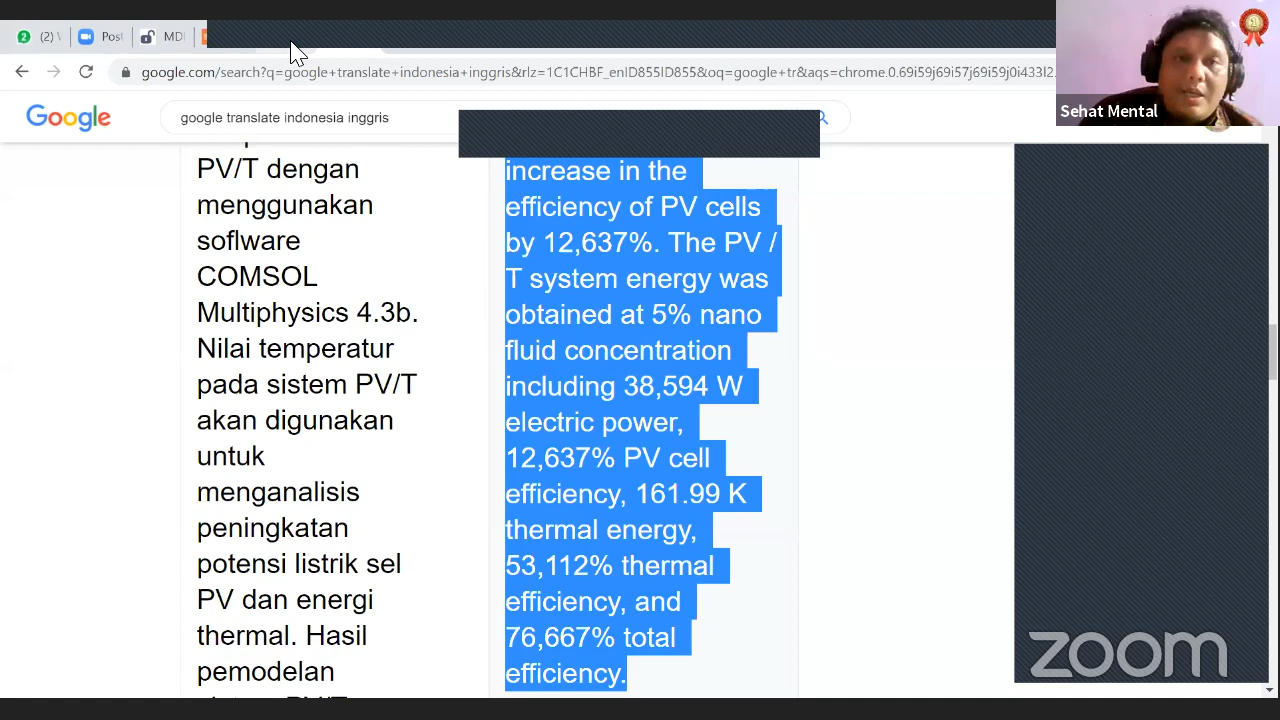 (2)
Post
MDI
google.com/search?q=google+translate+indonesia+inggris&rlz=1C1CHBF_enID855ID855&oq=google+tr&aqs=chrome.0.69i59j69i57j69i59j0i433l2.
Sehat Mental
Google
google translate indonesia inggris
PV/T dengan
menggunakan
soflware
COMSOL
Multiphysics 4.3b.
Nilai temperatur
pada sistem PV/T
akan digunakan
untuk
menganalisis
peningkatan
potensi listrik sel
PV dan energi
thermal. Hasil
pemodelan
increase in the
efficiency of PV cells
by 12,637%. The PV /
T system energy was
obtained at 5% nano
fluid concentration
including 38,594 W
electric power,
12,637% PV cell
efficiency, 161.99 K
thermal energy,
53,112% thermal
efficiency, and
76,667% total
efficiency.
zoom